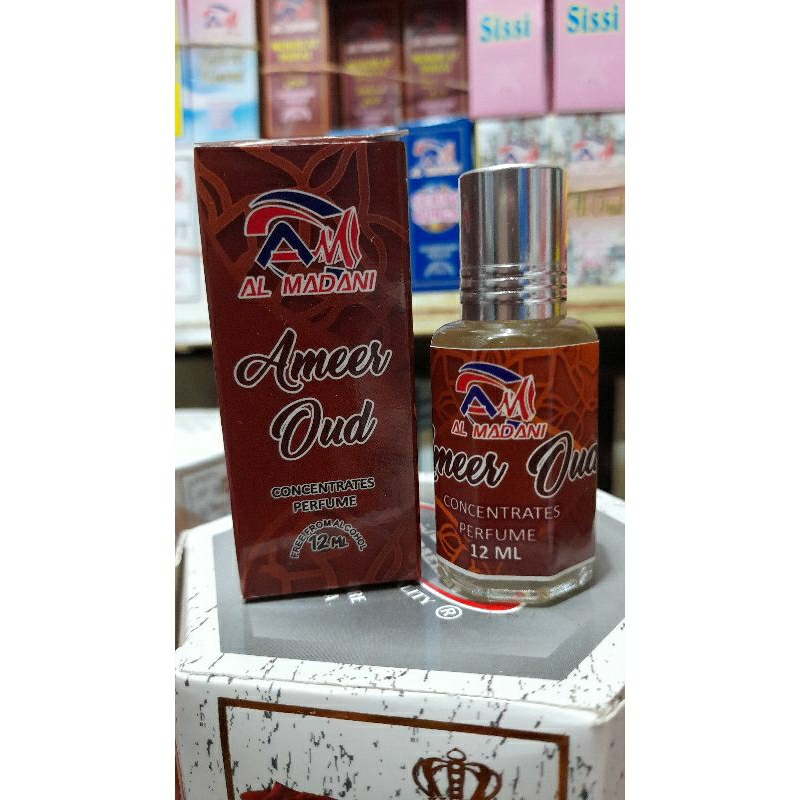 Sissi
Sissi
AM
AL MADANI
Ameer
Oud
CONCENTRATES
PERFUME
FREE FROM ALCOHOL
12 ML
AM
AL MADANI
Ameer Oud
CONCENTRATES
PERFUME
12 ML
®